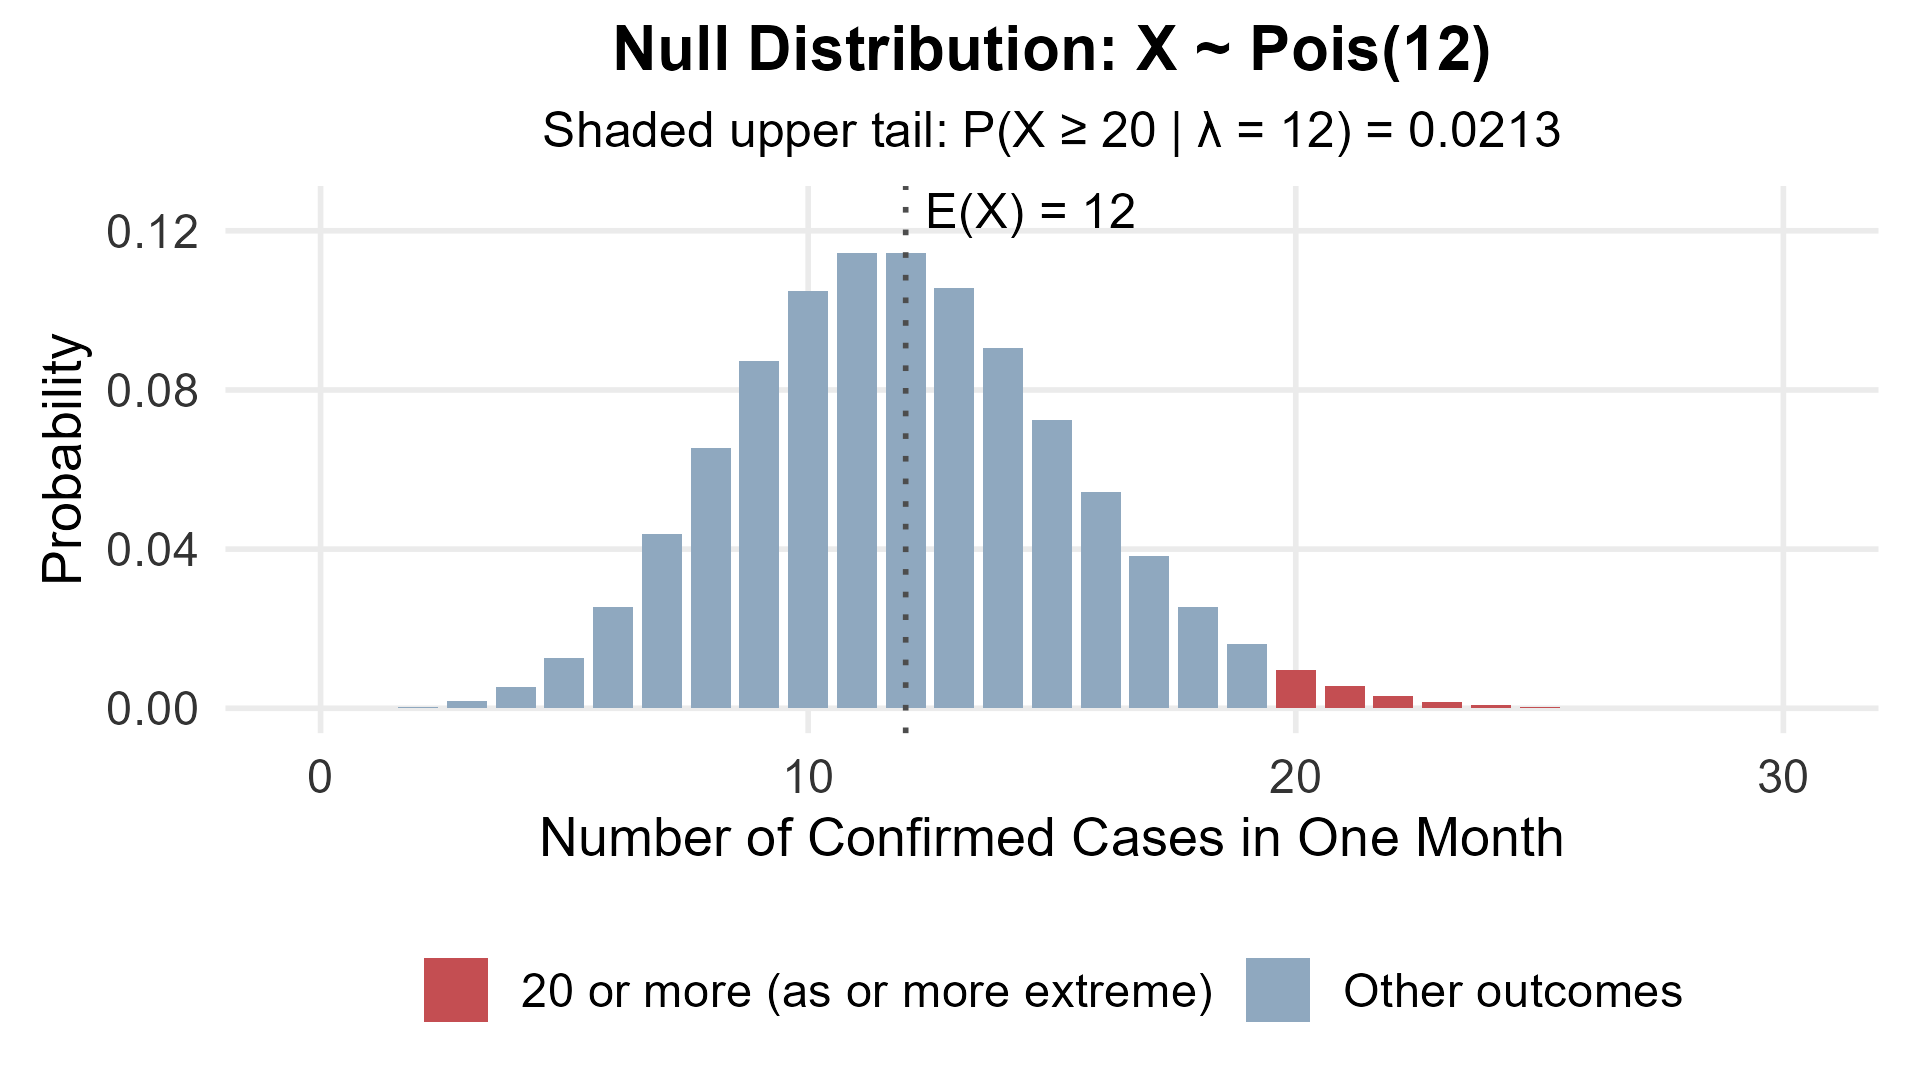 Null Distribution: X ~ Pois(12)
Shaded upper tail: P(X ≥ 20 | λ = 12) = 0.0213
E(X) = 12
0.12
0.08
0.04
0.00
Probability
0 10 20 30
Number of Confirmed Cases in One Month
20 or more (as or more extreme) Other outcomes